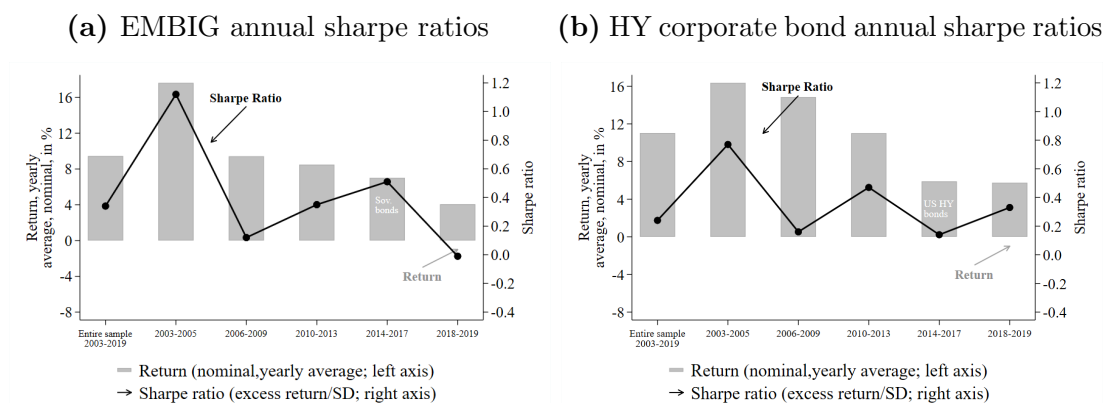 (a) EMBIG annual sharpe ratios
Return, yearly
average, nominal, in %
16
12
8
4
0
-4
-8
1.2
1.0
0.8
0.6
0.4
0.2
0.0
-0.2
-0.4
Sharpe ratio
Sharpe Ratio
Sov.
bonds
Return
Entire sample
2003-2019
2003-2005
2006-2009
2010-2013
2014-2017
2018-2019
Return (nominal,yearly average; left axis)
Sharpe ratio (excess return/SD; right axis)
(b) HY corporate bond annual sharpe ratios
Return, yearly
average, nominal, in %
16
12
8
4
0
-4
-8
1.2
1.0
0.8
0.6
0.4
0.2
0.0
-0.2
-0.4
Sharpe ratio
Sharpe Ratio
US HY
bonds
Return
Entire sample
2003-2019
2003-2005
2006-2009
2010-2013
2014-2017
2018-2019
Return (nominal,yearly average; left axis)
Sharpe ratio (excess return/SD; right axis)